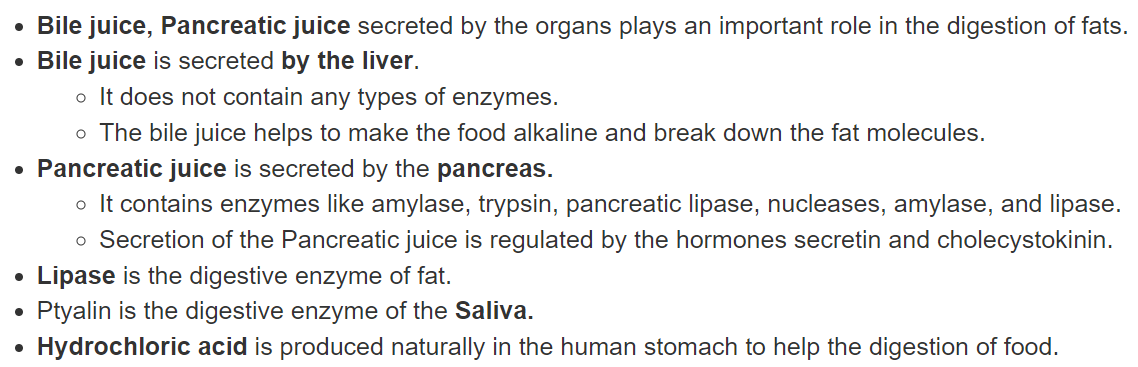 • Bile juice, Pancreatic juice secreted by the organs plays an important role in the digestion of fats.
• Bile juice is secreted by the liver.
◦ It does not contain any types of enzymes.
◦ The bile juice helps to make the food alkaline and break down the fat molecules.
• Pancreatic juice is secreted by the pancreas.
◦ It contains enzymes like amylase, trypsin, pancreatic lipase, nucleases, amylase, and lipase.
◦ Secretion of the Pancreatic juice is regulated by the hormones secretin and cholecystokinin.
• Lipase is the digestive enzyme of fat.
• Ptyalin is the digestive enzyme of the Saliva.
• Hydrochloric acid is produced naturally in the human stomach to help the digestion of food.